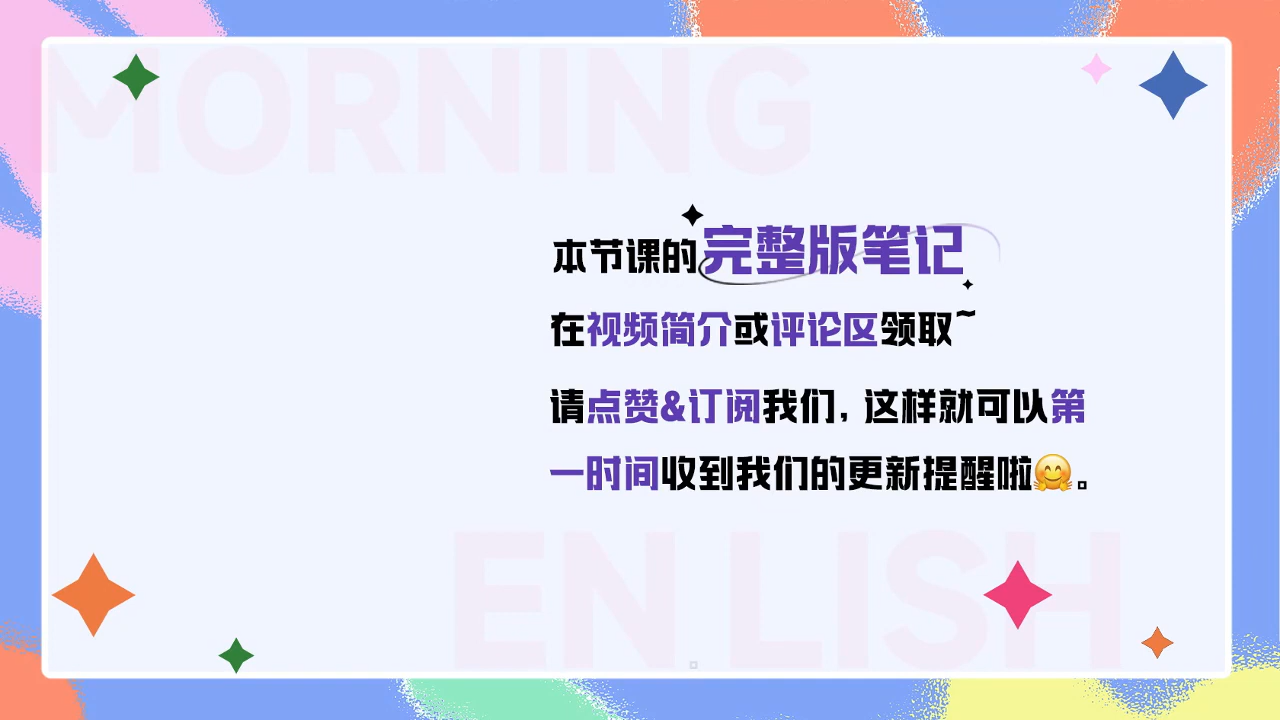 MORNING
本节课的完整版笔记
在视频简介或评论区领取~
请点赞&订阅我们，这样就可以第
一时间收到我们的更新提醒啦🤗。
EN LISH